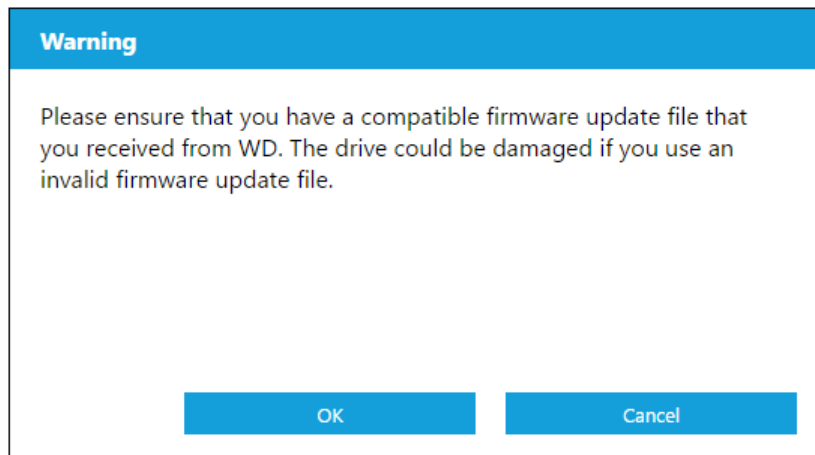 Warning
Please ensure that you have a compatible firmware update file that
you received from WD. The drive could be damaged if you use an
invalid firmware update file.
OK
Cancel